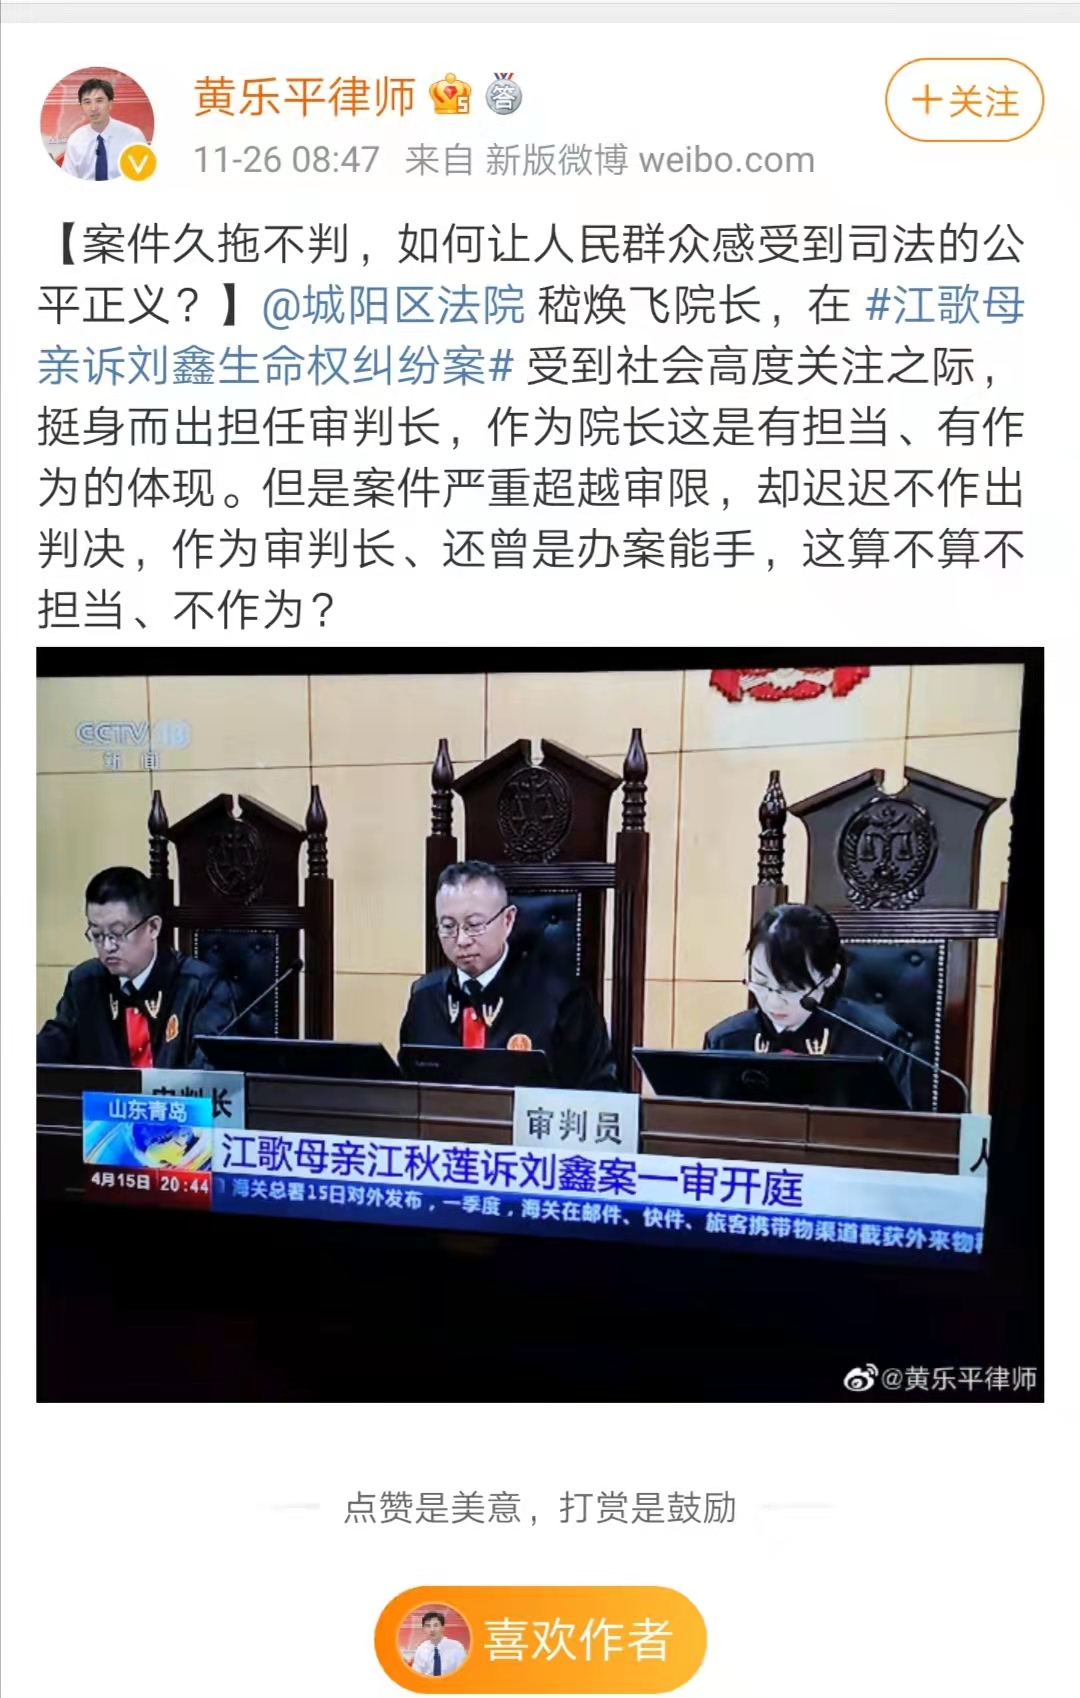 黄乐平律师
5
答
+关注
11-26 08:47 来自 新版微博 weibo.com
【案件久拖不判，如何让人民群众感受到司法的公
平正义？】@城阳区法院 嵇焕飞院长，在 #江歌母
亲诉刘鑫生命权纠纷案# 受到社会高度关注之际，
挺身而出担任审判长，作为院长这是有担当、有作
为的体现。但是案件严重超越审限，却迟迟不作出
判决，作为审判长、还曾是办案能手，这算不算不
担当、不作为？
CCTV 13
新闻
审判长
审判员
人
山东青岛
江歌母亲江秋莲诉刘鑫案一审开庭
4月15日 20:44
海关总署15日对外发布，一季度，海关在邮件、快件、旅客携带物渠道截获外来物
@黄乐平律师
点赞是美意，打赏是鼓励
喜欢作者